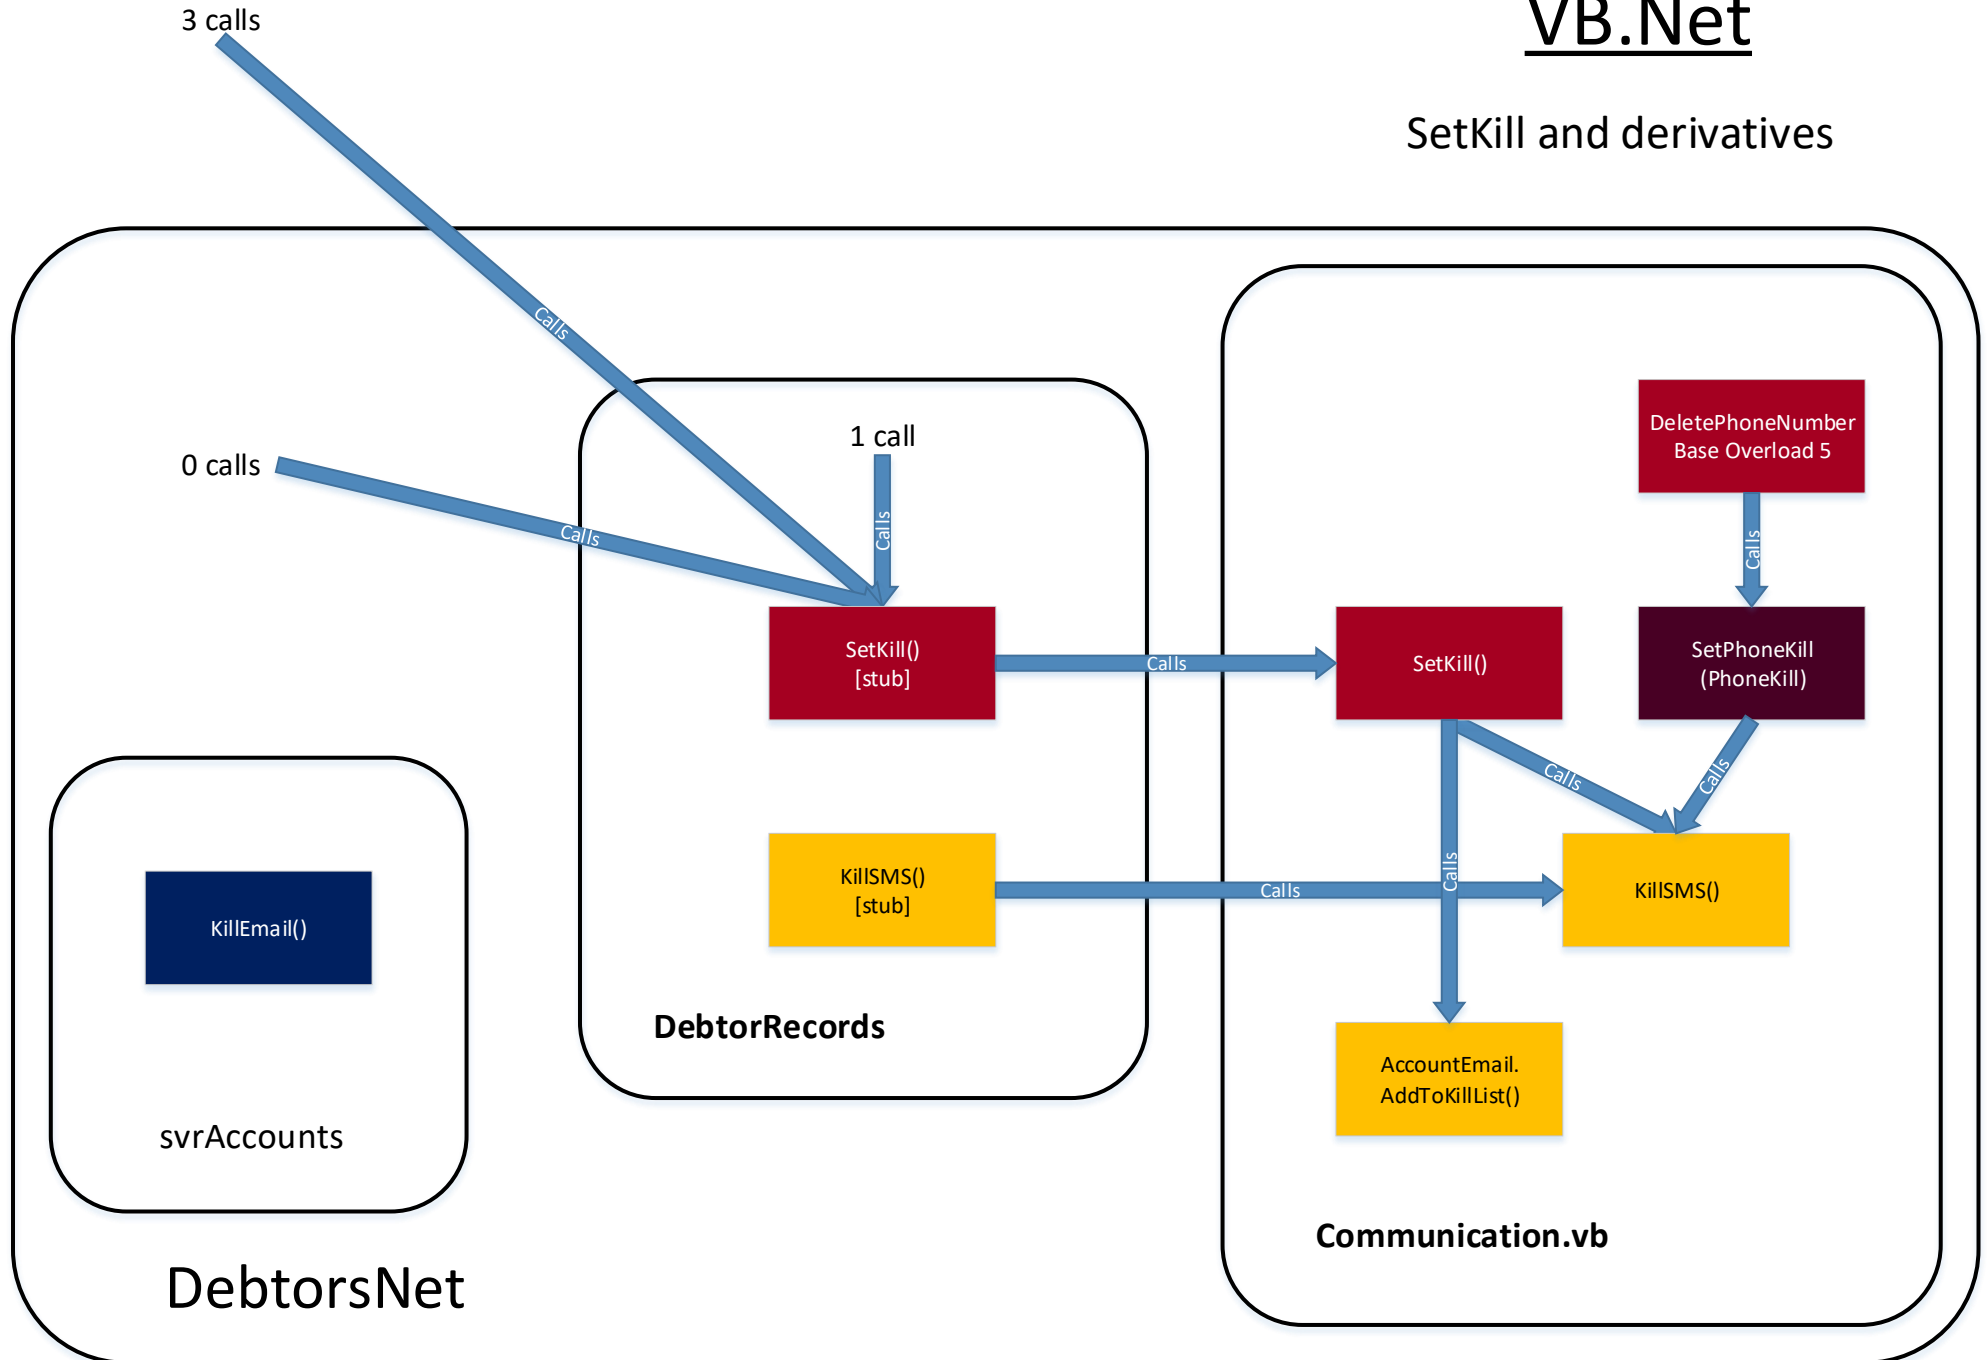 3 calls
VB.Net
SetKill and derivatives
Calls
0 calls
Calls
1 call
Calls
DeletePhoneNumber
Base Overload 5
Calls
SetKill()
[stub]
Calls
SetKill()
SetPhoneKill
(PhoneKill)
Calls
Calls
Calls
KillSMS()
[stub]
Calls
KillSMS()
KillEmail()
DebtorRecords
AccountEmail.
AddToKillList()
svrAccounts
Communication.vb
DebtorsNet